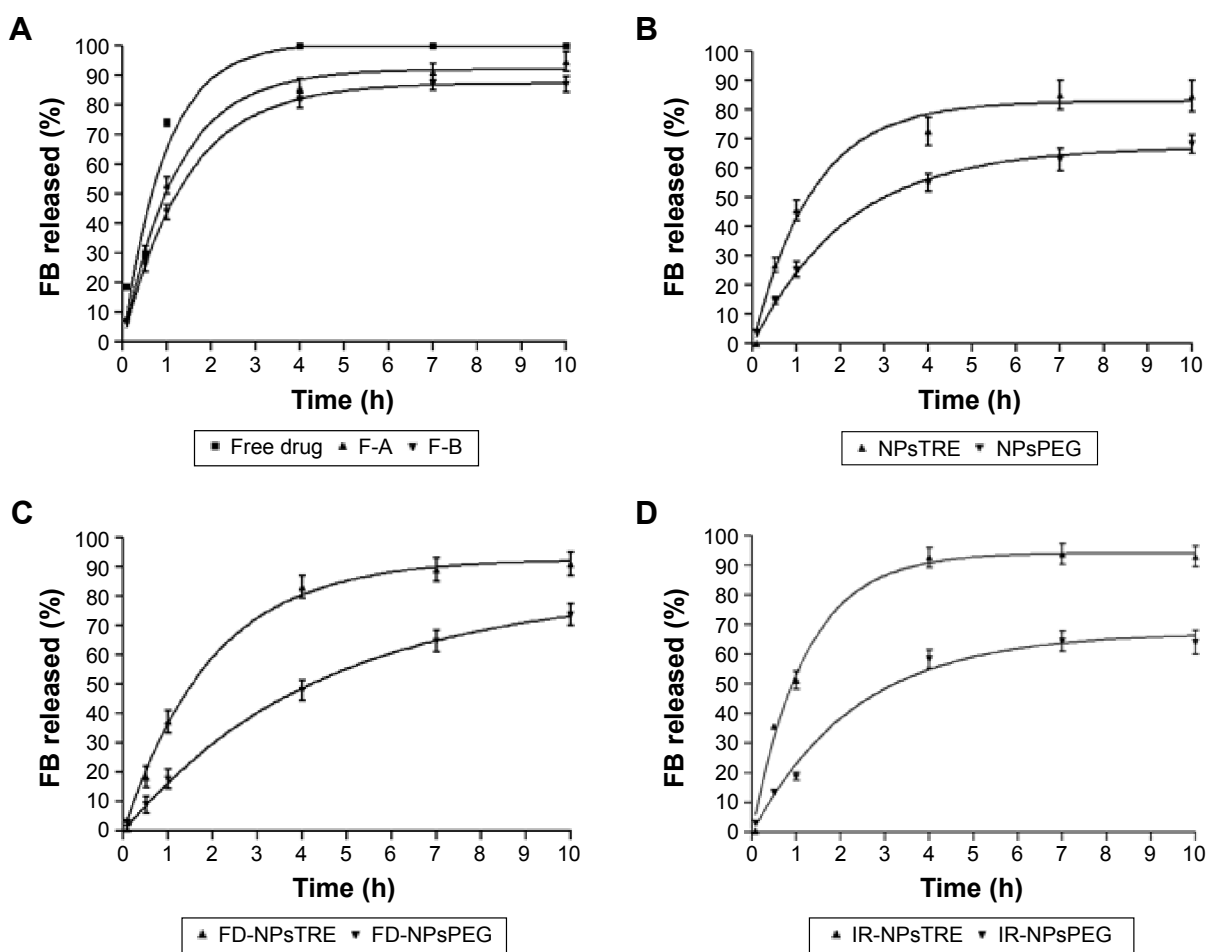 A
FB released (%)
100
90
80
70
60
50
40
30
20
10
0
0 1 2 3 4 5 6 7 8 9 10
Time (h)
Free drug F-A F-B
B
FB released (%)
100
90
80
70
60
50
40
30
20
10
0
0 1 2 3 4 5 6 7 8 9 10
Time (h)
NPsTRE NPsPEG
C
FB released (%)
100
90
80
70
60
50
40
30
20
10
0
0 1 2 3 4 5 6 7 8 9 10
Time (h)
FD-NPsTRE FD-NPsPEG
D
FB released (%)
100
90
80
70
60
50
40
30
20
10
0
0 1 2 3 4 5 6 7 8 9 10
Time (h)
IR-NPsTRE IR-NPsPEG